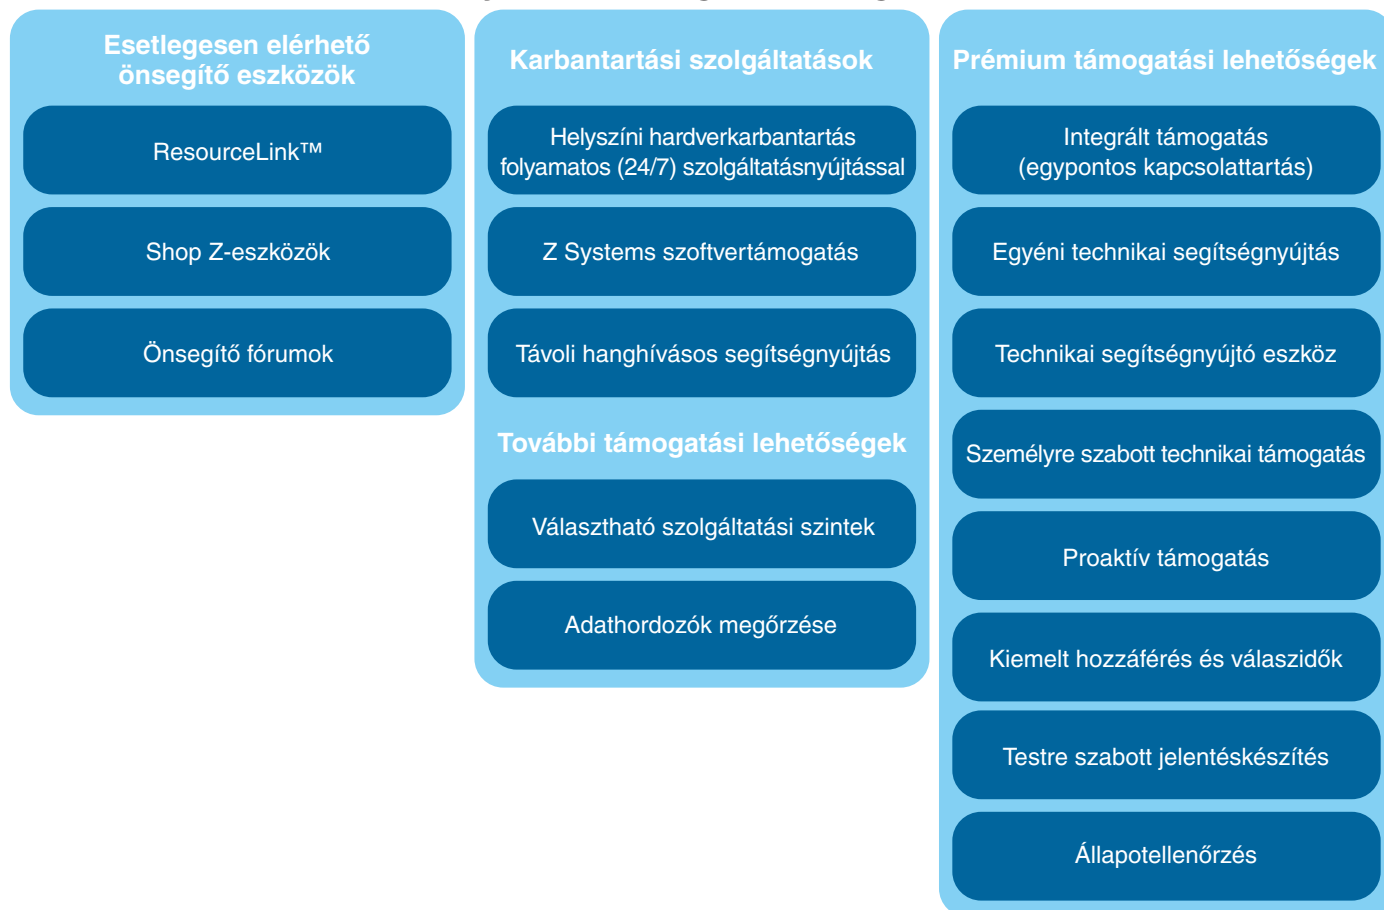 Esetlegesen elérhető
önsegítő eszközök
ResourceLink™
Shop Z-eszközök
Önsegítő fórumok
Karbantartási szolgáltatások
Helyszíni hardverkarbantartás
folyamatos (24/7) szolgáltatásnyújtással
Z Systems szoftvertámogatás
Távoli hanghívásos segítségnyújtás
További támogatási lehetőségek
Választható szolgáltatási szintek
Adathordozók megőrzése
Prémium támogatási lehetőségek
Integrált támogatás
(egypontos kapcsolattartás)
Egyéni technikai segítségnyújtás
Technikai segítségnyújtó eszköz
Személyre szabott technikai támogatás
Proaktív támogatás
Kiemelt hozzáférés és válaszidők
Testre szabott jelentéskészítés
Állapotellenőrzés